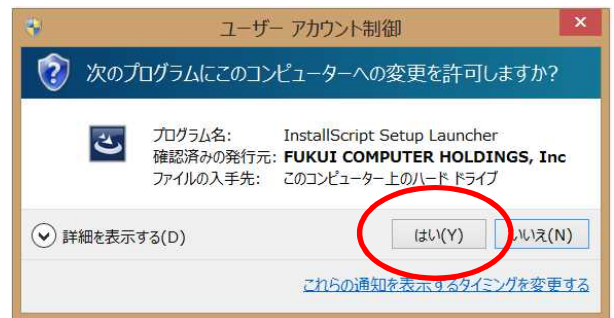 ユーザー アカウント制御
次のプログラムにこのコンピューターへの変更を許可しますか?
プログラム名: InstallScript Setup Launcher
確認済みの発行元: FUKUI COMPUTER HOLDINGS, Inc
ファイルの入手先: このコンピューター上のハード ドライブ
詳細を表示する(D) はい(Y) いいえ(N)
これらの通知を表示するタイミングを変更する